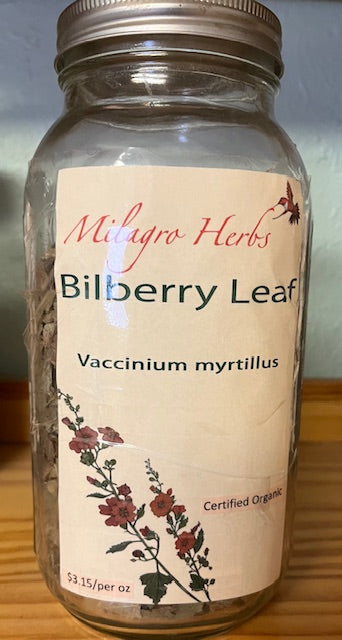 Milagro Herbs
Bilberry Leaf
Vaccinium myrtillus
Certified Organic
$3.15/per oz